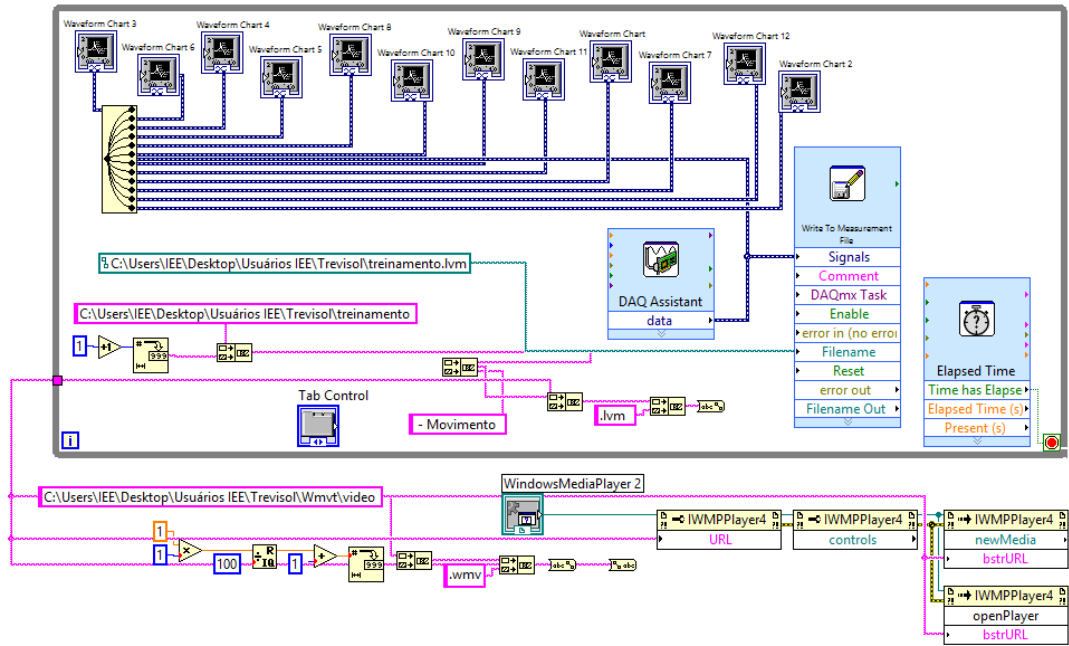 Waveform Chart 3
Waveform Chart 4
Waveform Chart 8
Waveform Chart 9
Waveform Chart
Waveform Chart 12
Waveform Chart 6
Waveform Chart 5
Waveform Chart 10
Waveform Chart 11
Waveform Chart 7
Waveform Chart 2
Write To Measurement
File
Signals
Comment
DAQmx Task
Enable
error in (no error
Filename
Reset
error out
Filename Out
DAQ Assistant
data
Elapsed Time
Time has Elapse
Elapsed Time (s)
Present (s)
C:\Users\IEE\Desktop\Usuários IEE\Trevisol\treinamento.lvm
C:\Users\IEE\Desktop\Usuários IEE\Trevisol\treinamento
1
+1
#
999
Tab Control
- Movimento
.lvm
i
C:\Users\IEE\Desktop\Usuários IEE\Trevisol\Wmvt\video
WindowsMediaPlayer 2
IWMPPlayer4
URL
IWMPPlayer4
controls
IWMPPlayer4
newMedia
bstrURL
IWMPPlayer4
openPlayer
bstrURL
1
1
x
100
R
IQ
1
+
#
999
.wmv